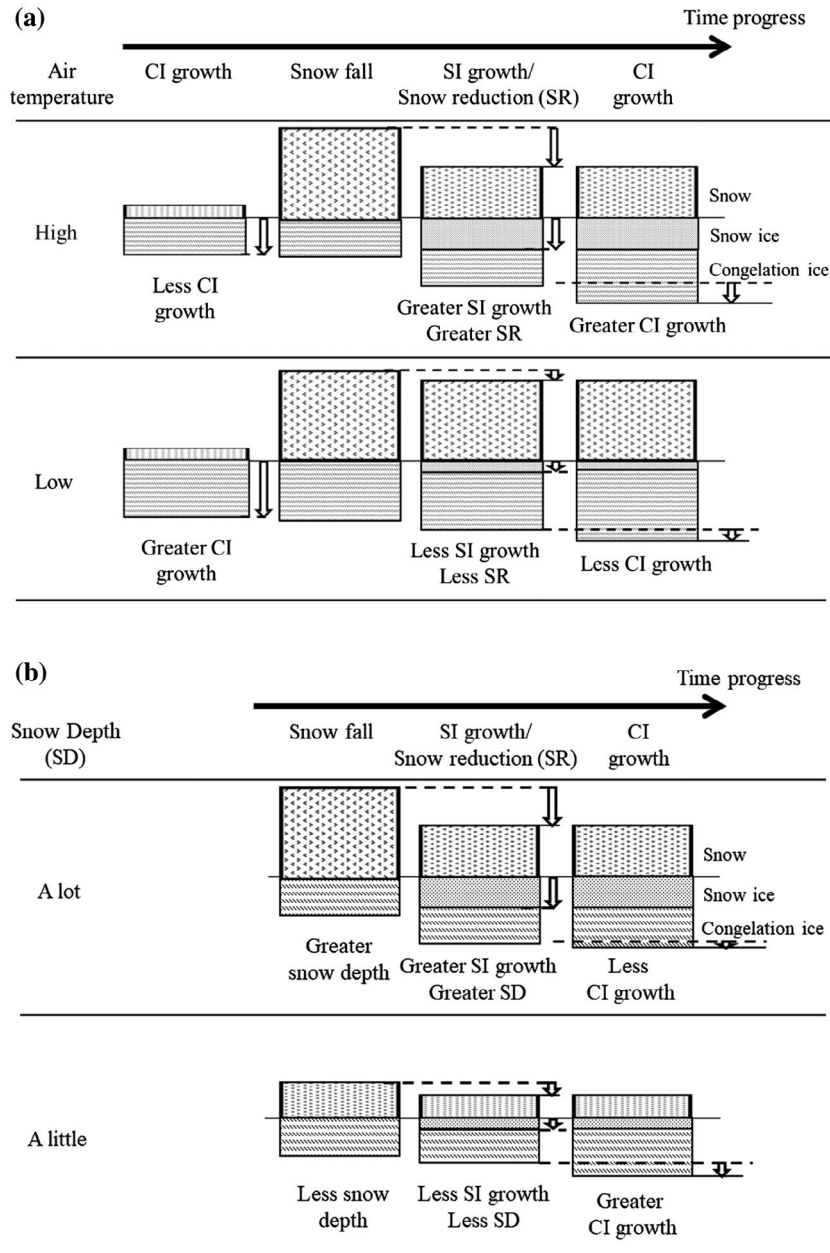 (a)
Time progress
Air
temperature
CI growth
Snow fall
SI growth/
Snow reduction (SR)
CI
growth
High
Snow
Snow ice
Congelation ice
Less CI
growth
Greater SI growth
Greater SR
Greater CI growth
Low
Greater CI
growth
Less SI growth
Less SR
Less CI growth
(b)
Time progress
Snow Depth
(SD)
Snow fall
SI growth/
Snow reduction (SR)
CI
growth
A lot
Snow
Snow ice
Congelation ice
Greater
snow depth
Greater SI growth
Greater SD
Less
CI growth
A little
Less snow
depth
Less SI growth
Less SD
Greater
CI growth